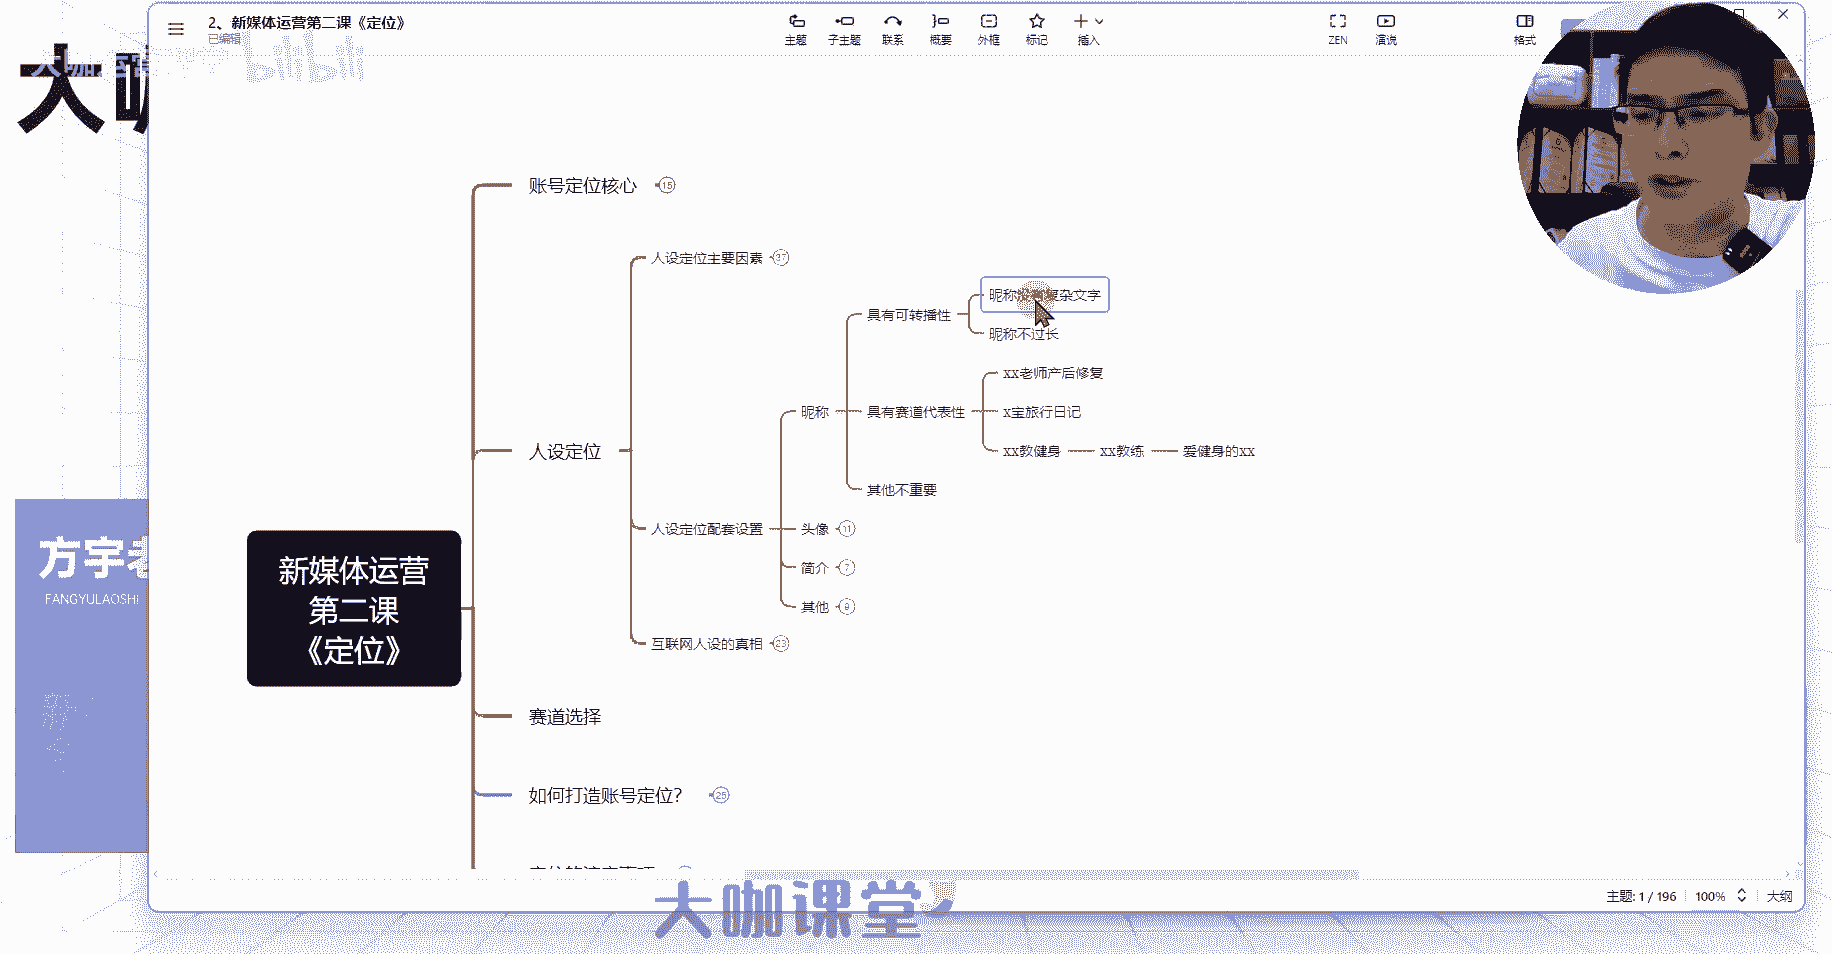 2、新媒体运营第二课《定位》
已编辑
主题
子主题
联系
概要
外框
标记
插入
ZEN
演说
格式
大咖运营
bilibili
大
账号定位核心
15
人设定位主要因素
37
昵称没有复杂文字
具有可转播性
昵称不过长
xx老师产后修复
昵称
具有赛道代表性
x宝旅行日记
人设定位
xx教健身
xx教练
爱健身的xx
其他不重要
人设定位配套设置
头像
11
简介
7
其他
9
互联网人设的真相
23
新媒体运营
第二课
《定位》
方宇老
FANGYULAOSHI
赛道选择
如何打造账号定位？
25
主题: 1 / 196
100%
大纲
大咖课堂